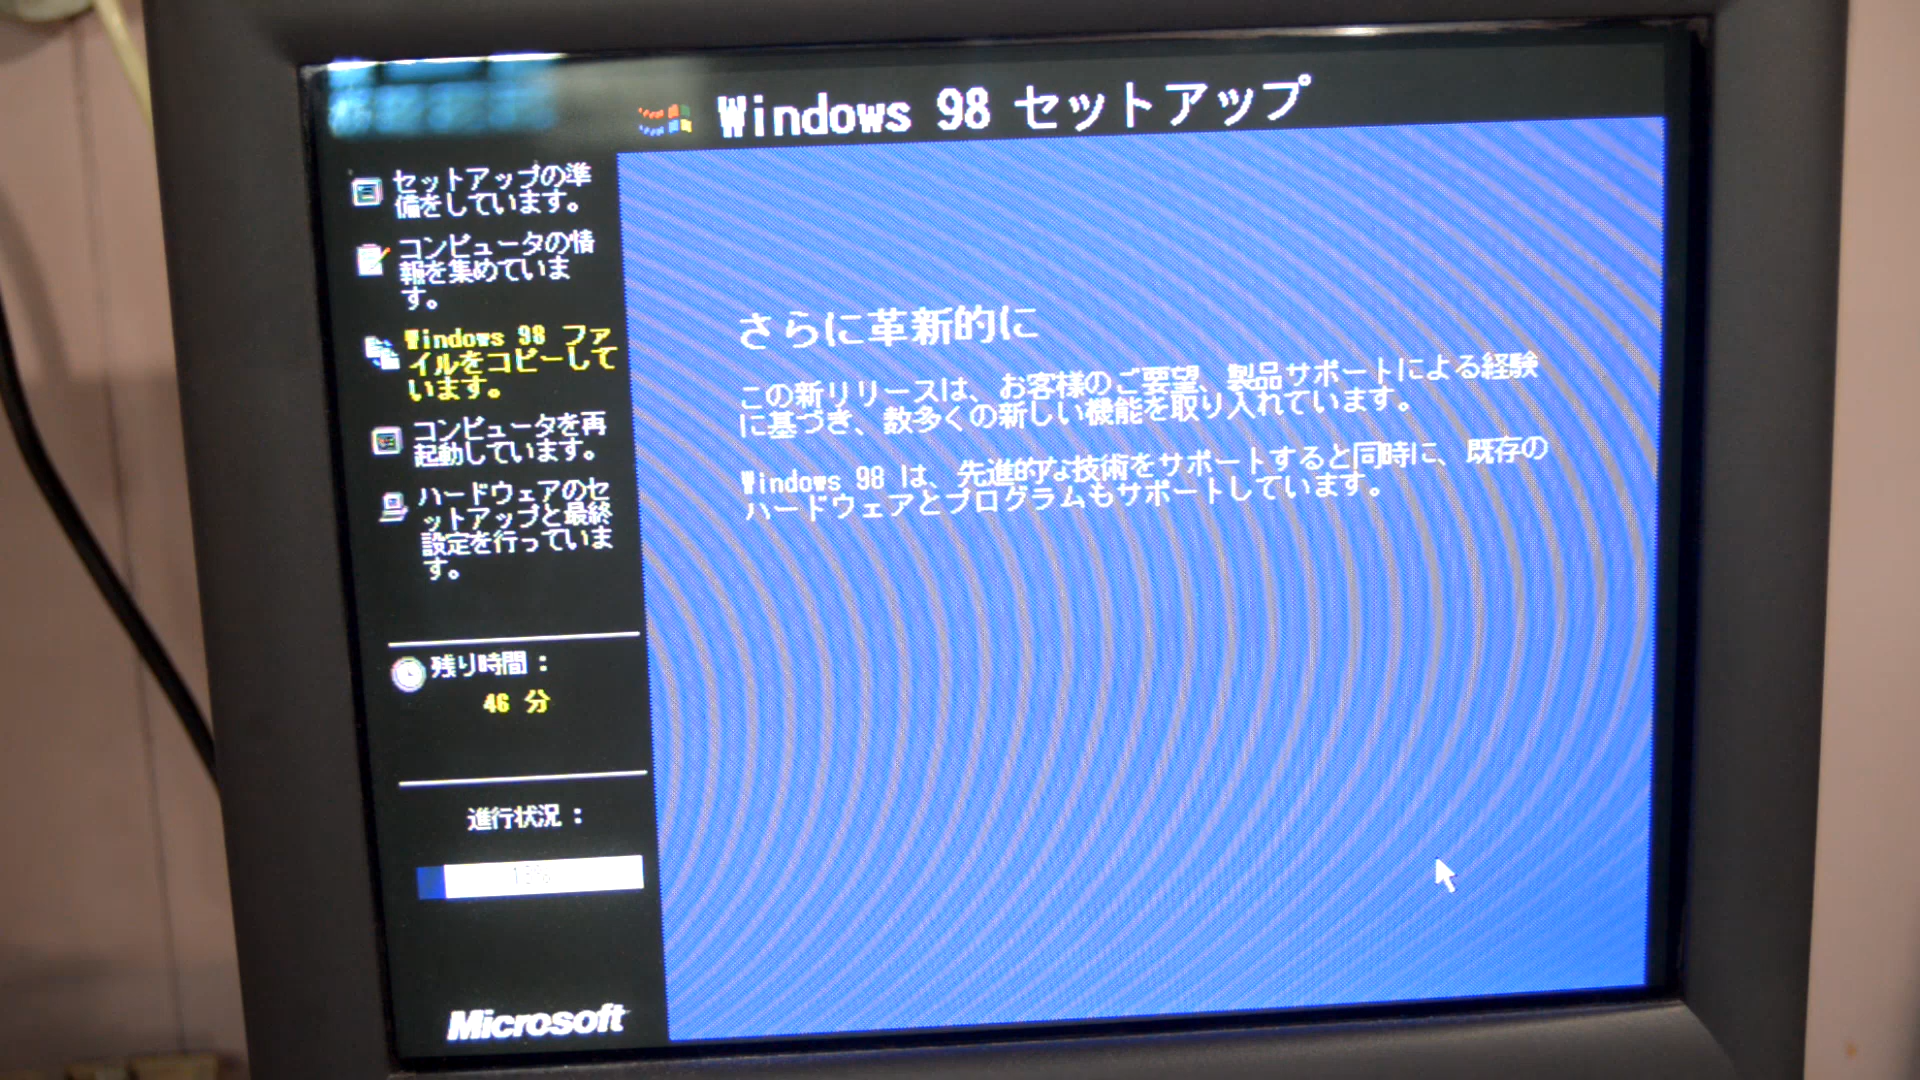 Windows 98 セットアップ
セットアップの準
備をしています。
コンピュータの情
報を集めていま
す。
Windows 98 ファ
イルをコピーして
います。
コンピュータを再
起動しています。
ハードウェアのセ
ットアップと最終
設定を行っていま
す。
残り時間：
46 分
進行状況：
Microsoft
さらに革新的に
この新リリースは、お客様のご要望、製品サポートによる経験
に基づき、数多くの新しい機能を取り入れています。
Windows 98 は、先進的な技術をサポートすると同時に、既存の
ハードウェアとプログラムもサポートしています。